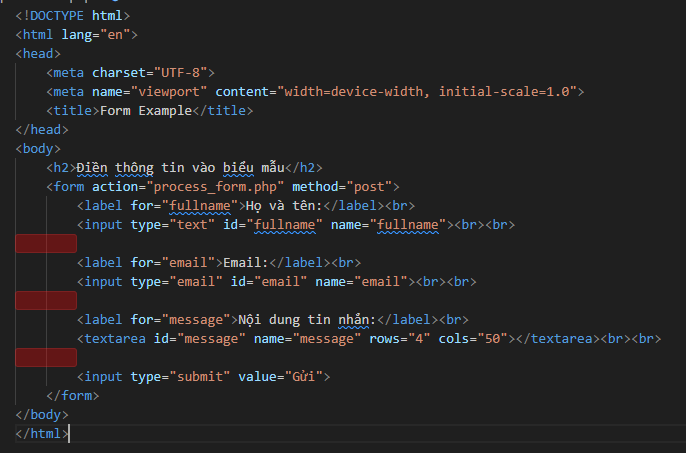 <!DOCTYPE html>
<html lang="en">
<head>
    <meta charset="UTF-8">
    <meta name="viewport" content="width=device-width, initial-scale=1.0">
    <title>Form Example</title>
</head>
<body>
    <h2>Điền thông tin vào biểu mẫu</h2>
    <form action="process_form.php" method="post">
        <label for="fullname">Họ và tên:</label><br>
        <input type="text" id="fullname" name="fullname"><br><br>
        <label for="email">Email:</label><br>
        <input type="email" id="email" name="email"><br><br>
        <label for="message">Nội dung tin nhắn:</label><br>
        <textarea id="message" name="message" rows="4" cols="50"></textarea><br><br>
        <input type="submit" value="Gửi">
    </form>
</body>
</html>